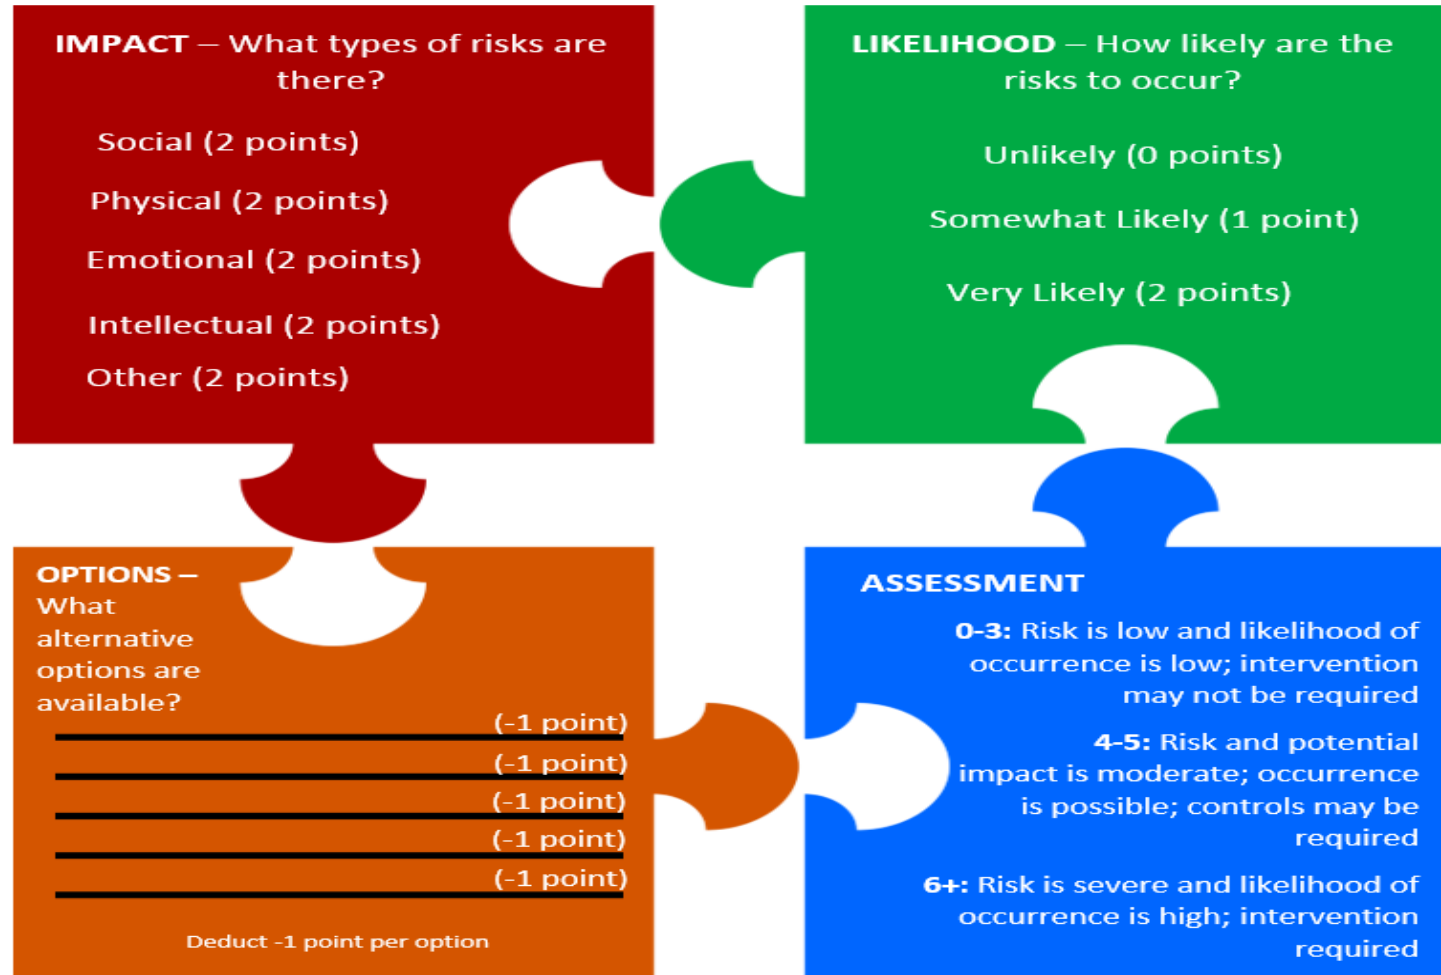 IMPACT – What types of risks are
there?
Social (2 points)
Physical (2 points)
Emotional (2 points)
Intellectual (2 points)
Other (2 points)
LIKELIHOOD – How likely are the
risks to occur?
Unlikely (0 points)
Somewhat Likely (1 point)
Very Likely (2 points)
OPTIONS –
What
alternative
options are
available?
(-1 point)
(-1 point)
(-1 point)
(-1 point)
(-1 point)
Deduct -1 point per option
ASSESSMENT
0-3: Risk is low and likelihood of
occurrence is low; intervention
may not be required
4-5: Risk and potential
impact is moderate; occurrence
is possible; controls may be
required
6+: Risk is severe and likelihood of
occurrence is high; intervention
required